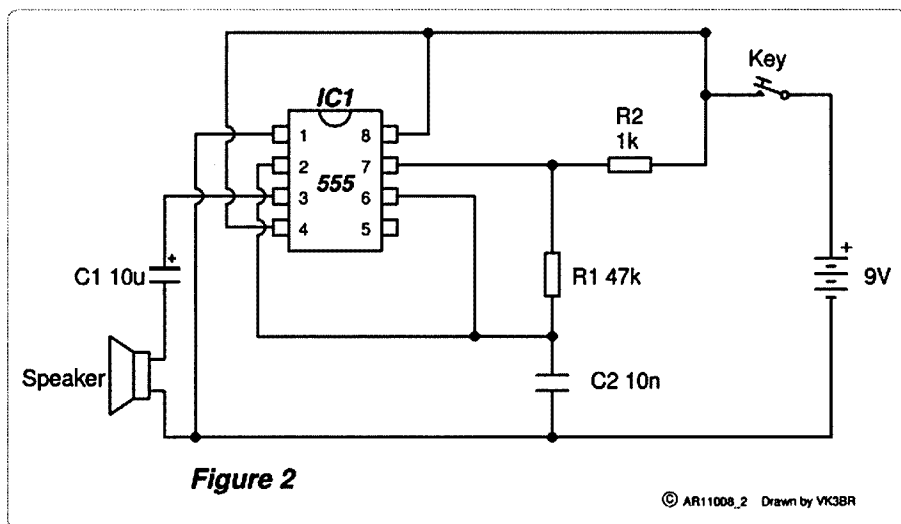 Key
IC1
R2
1k
1
8
2
7
555
3
6
4
5
+
C1 10u
R1 47k
+
9V
Speaker
C2 10n
Figure 2
© AR11008_2 Drawn by VK3BR